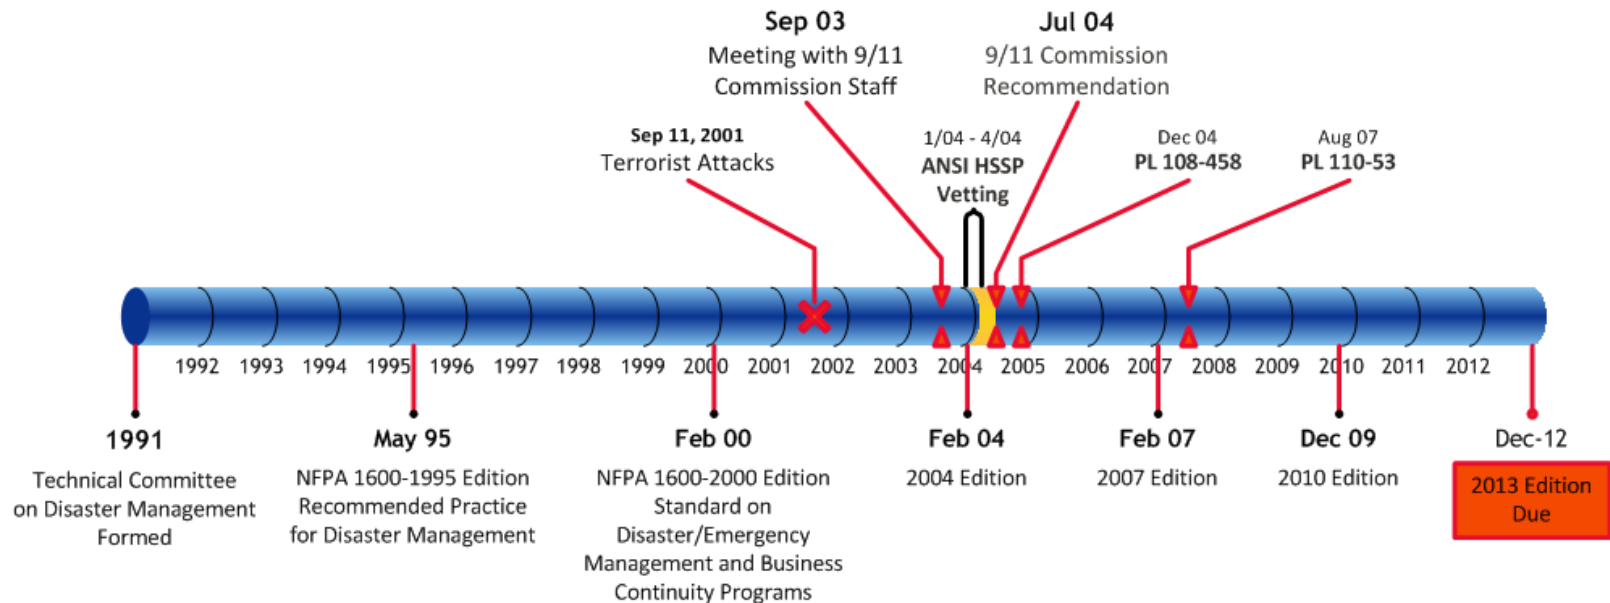 Sep 03
Meeting with 9/11
Commission Staff
Jul 04
9/11 Commission
Recommendation
Sep 11, 2001
Terrorist Attacks
1/04 - 4/04
ANSI HSSP
Vetting
Dec 04
PL 108-458
Aug 07
PL 110-53
1992 1993 1994 1995 1996 1997 1998 1999 2000 2001 2002 2003 2004 2005 2006 2007 2008 2009 2010 2011 2012
1991
Technical Committee
on Disaster Management
Formed
May 95
NFPA 1600-1995 Edition
Recommended Practice
for Disaster Management
Feb 00
NFPA 1600-2000 Edition
Standard on
Disaster/Emergency
Management and Business
Continuity Programs
Feb 04
2004 Edition
Feb 07
2007 Edition
Dec 09
2010 Edition
Dec-12
2013 Edition
Due